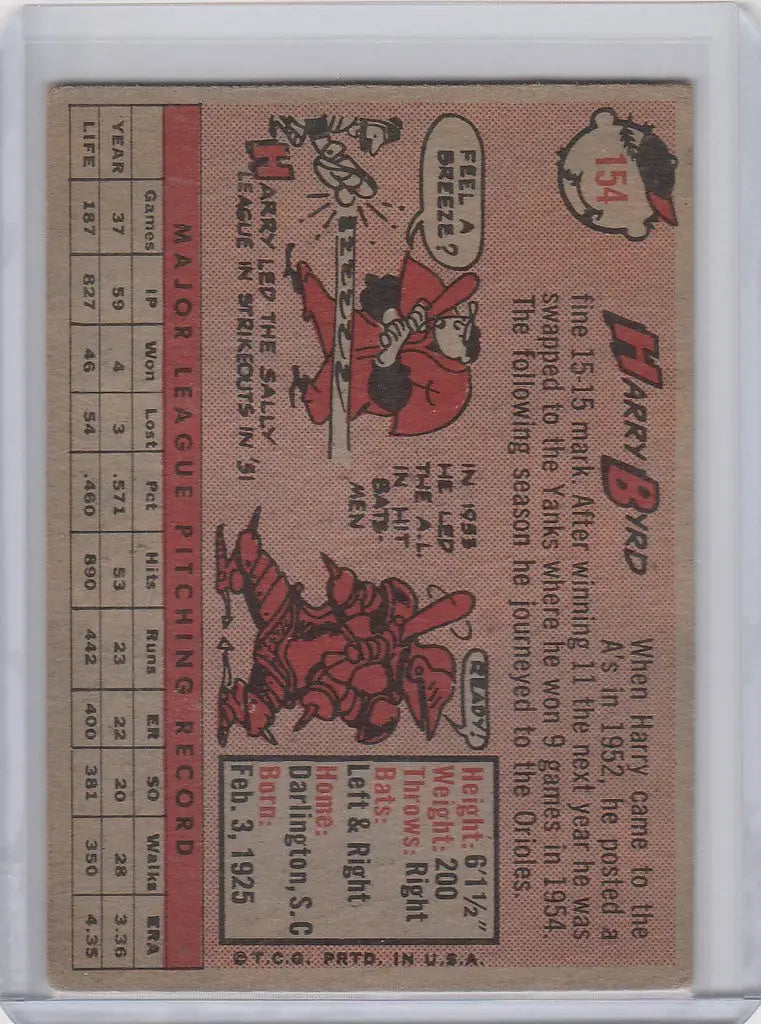 154
HARRY BYRD
When Harry came to the
A's in 1952, he posted a
fine 15-15 mark. After winning 11 the next year he was
swapped to the Yanks where he won 9 games in 1954.
The following season he journeyed to the Orioles.
FEEL A
BREEZE?
ZZZZZZ
HARRY LED THE SALLY
LEAGUE IN STRIKEOUTS IN '51
IN 1953
HE LED
THE A.L.
IN HIT
BATS-
MEN
READY!
Height: 6'1½"
Weight: 200
Throws: Right
Bats:
Left & Right
Home:
Darlington, S.C
Born:
Feb. 3, 1925
©T.C.G. PRTD. IN U.S.A.
MAJOR LEAGUE PITCHING RECORD
Games IP Won Lost Pct Hits Runs ER SO Walks ERA
YEAR 37 59 4 3 .571 53 23 22 20 28 3.36
LIFE 187 827 46 54 .460 890 442 400 381 350 4.35